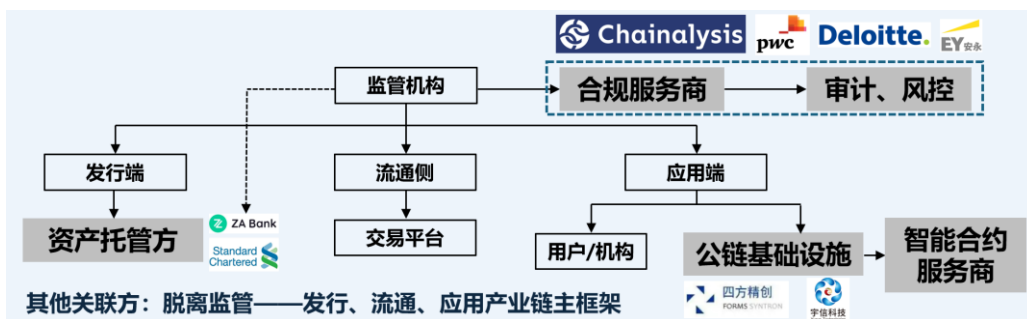 Chainalysis
pwc
Deloitte.
EY安永
监管机构
合规服务商
审计、风控
发行端
流通侧
应用端
资产托管方
ZA Bank
Standard
Chartered
交易平台
用户/机构
公链基础设施
智能合约
服务商
其他关联方：脱离监管——发行、流通、应用产业链主框架
四方精创
FORMS SYNTRON
宇信科技